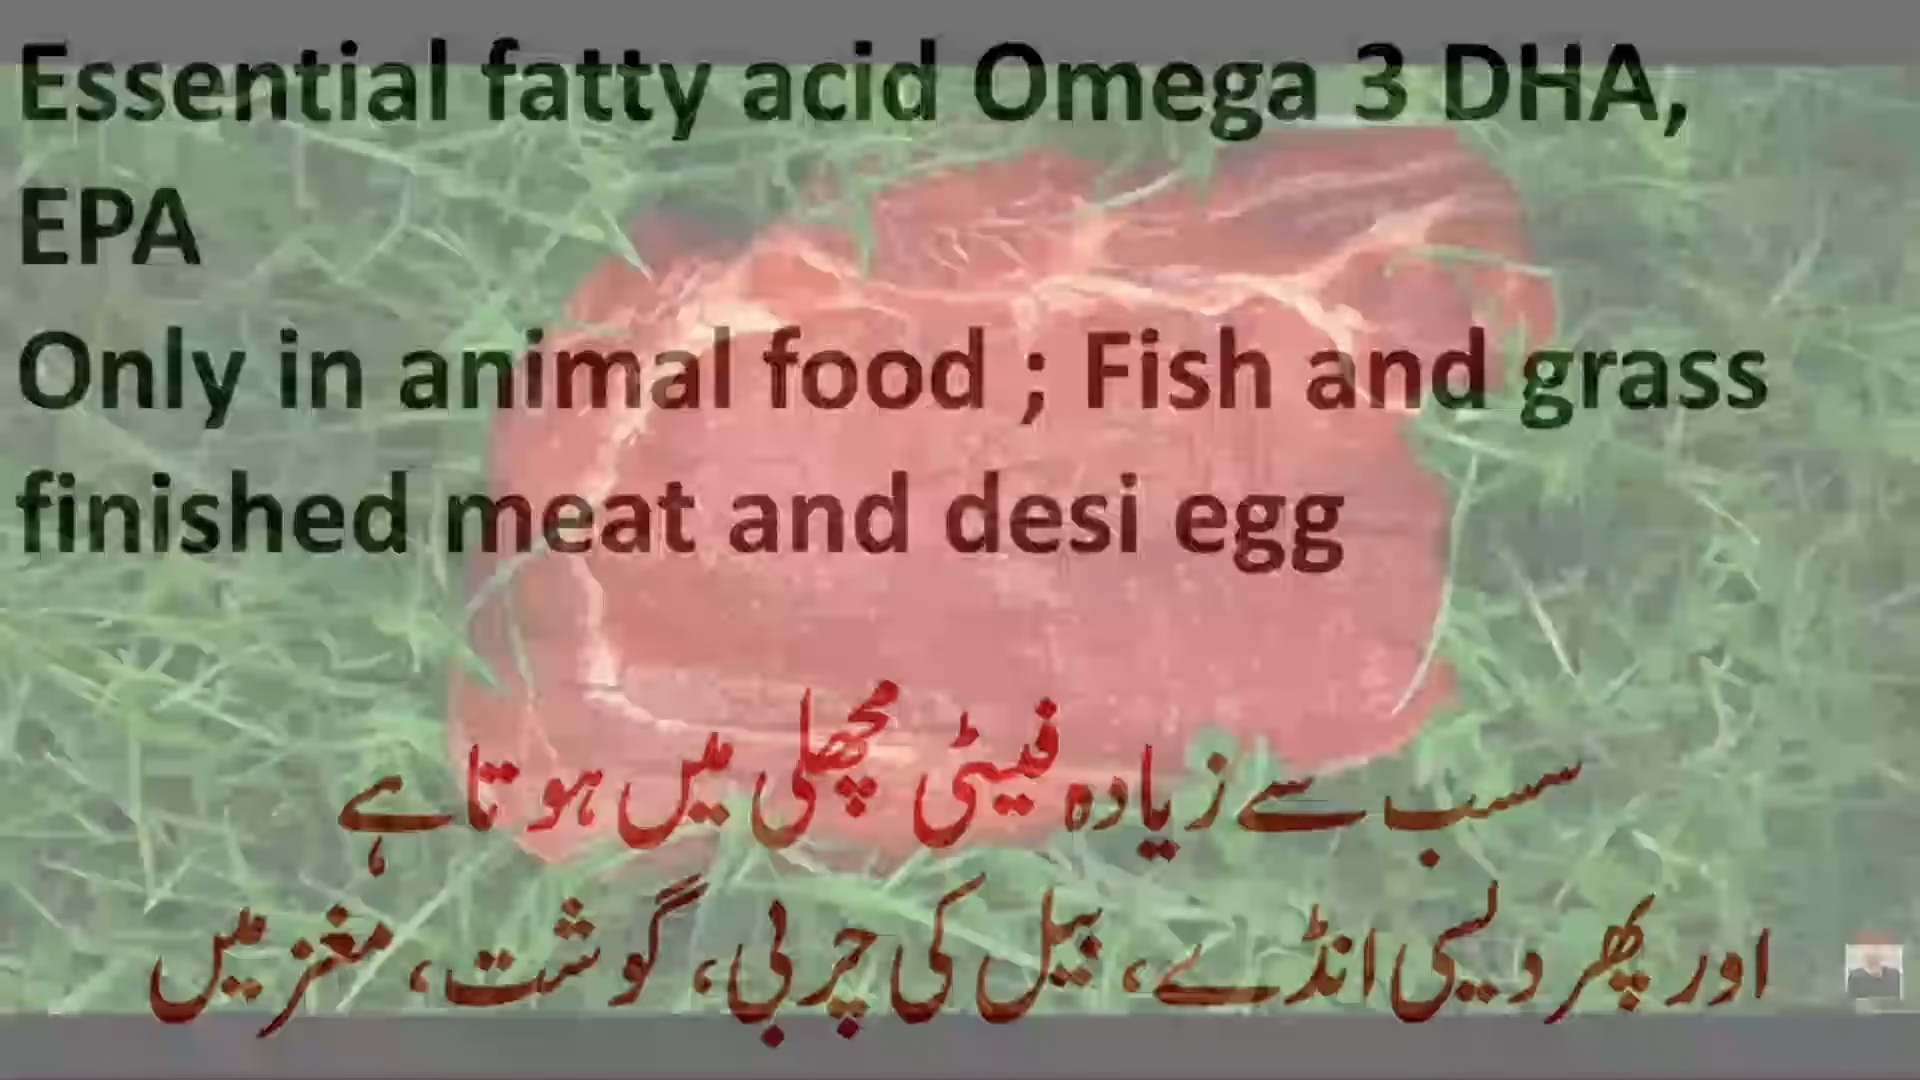 Essential fatty acid Omega 3 DHA,
EPA
Only in animal food ; Fish and grass
finished meat and desi egg
سب سے زیادہ فیٹی مچھلی میں ہوتا ہے
اور پھر دیسی انڈے، بیل کی چربی، گوشت، مغز میں